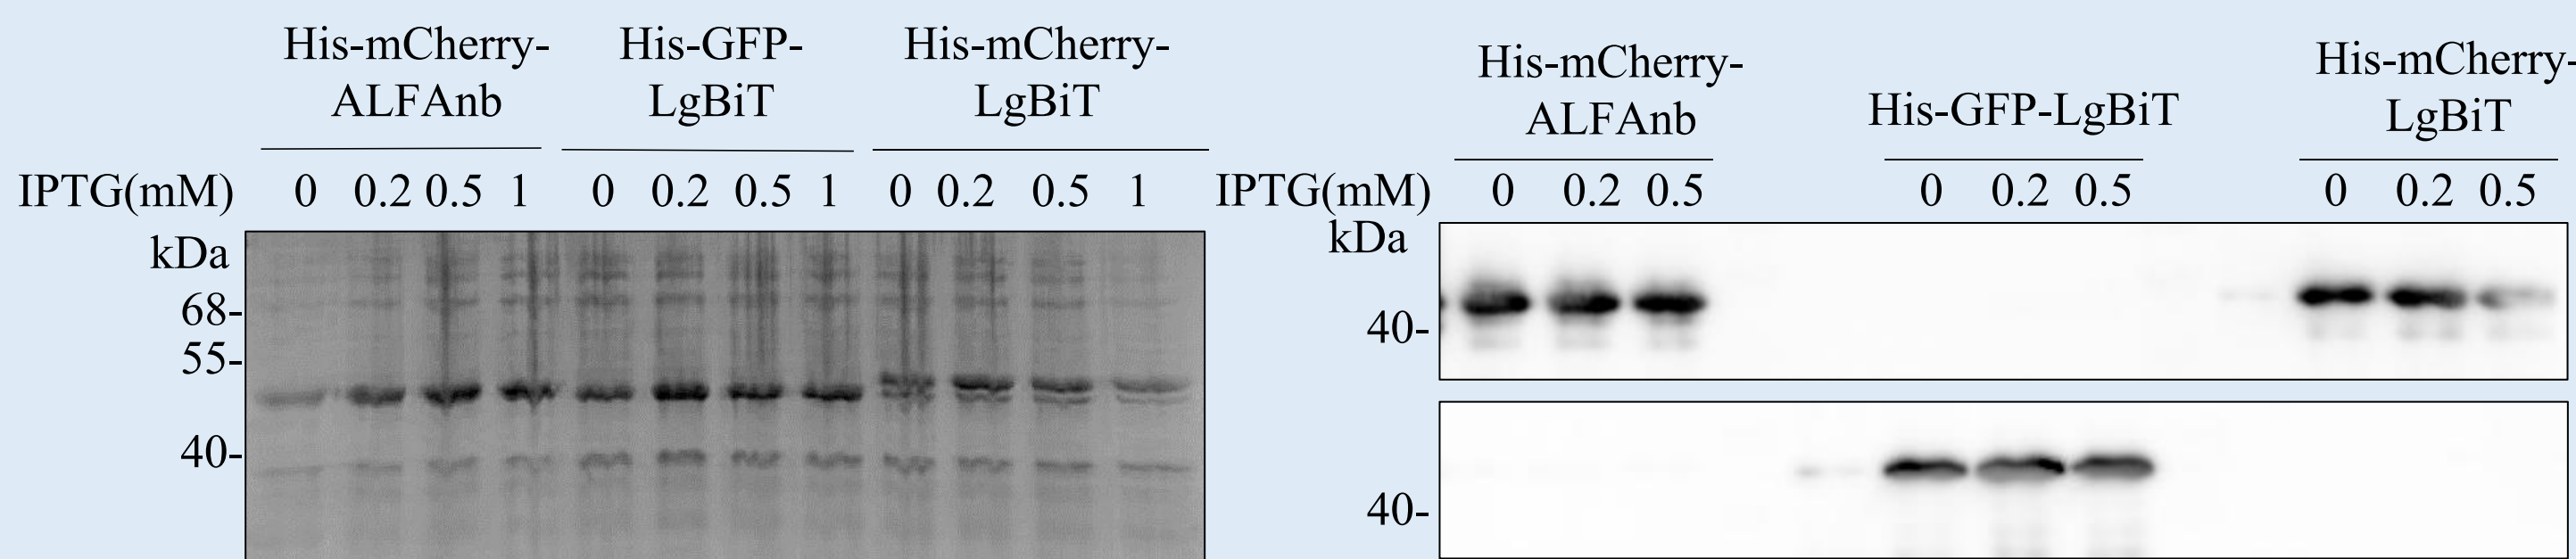 His-mCherry-
ALFAnb
His-GFP-
LgBiT
His-mCherry-
LgBiT
IPTG(mM) 0 0.2 0.5 1 0 0.2 0.5 1 0 0.2 0.5 1
kDa
68-
55-
40-
His-mCherry-
ALFAnb
His-GFP-LgBiT
His-mCherry-
LgBiT
IPTG(mM) 0 0.2 0.5 0 0.2 0.5 0 0.2 0.5
kDa
40-
40-